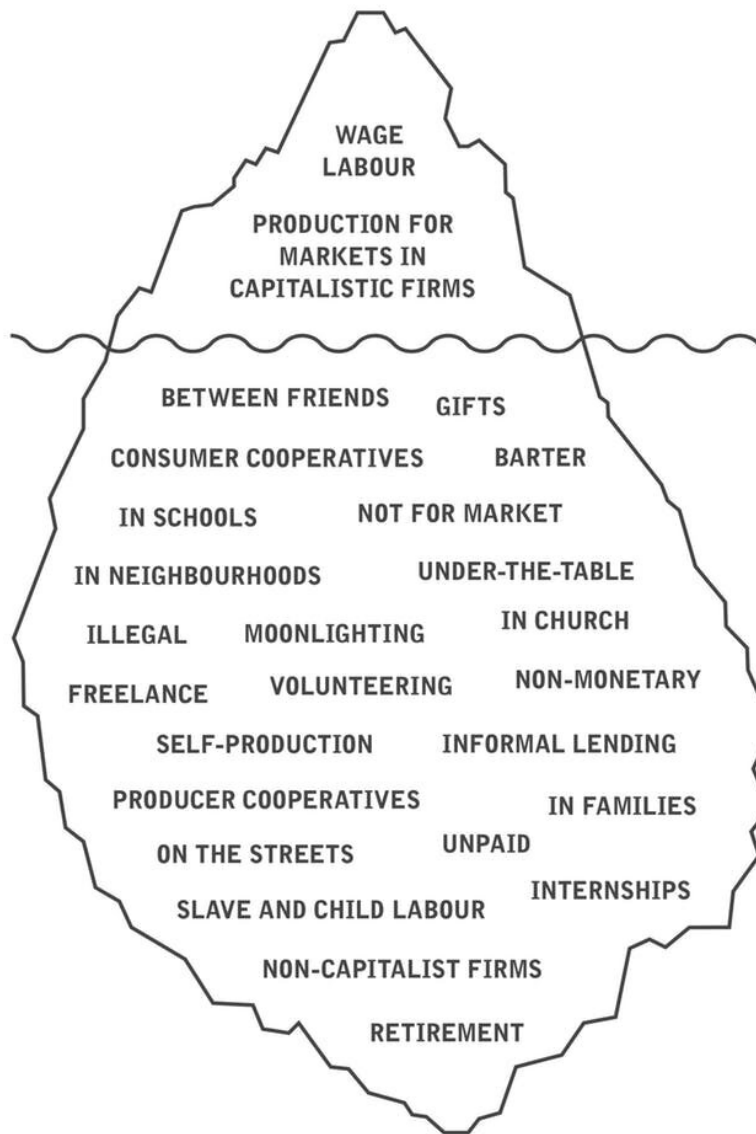 WAGE
LABOUR
PRODUCTION FOR
MARKETS IN
CAPITALISTIC FIRMS
BETWEEN FRIENDS
GIFTS
CONSUMER COOPERATIVES
BARTER
IN SCHOOLS
NOT FOR MARKET
IN NEIGHBOURHOODS
UNDER-THE-TABLE
ILLEGAL
MOONLIGHTING
IN CHURCH
FREELANCE
VOLUNTEERING
NON-MONETARY
SELF-PRODUCTION
INFORMAL LENDING
PRODUCER COOPERATIVES
IN FAMILIES
ON THE STREETS
UNPAID
INTERNSHIPS
SLAVE AND CHILD LABOUR
NON-CAPITALIST FIRMS
RETIREMENT